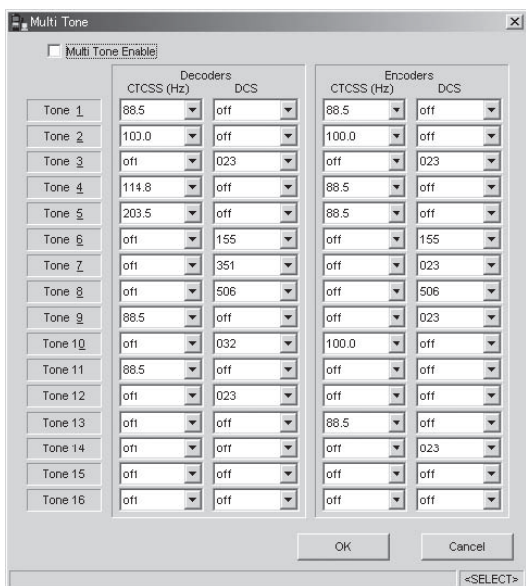 Multi Tone
Multi Tone Enable
Decoders Encoders
CTCSS (Hz) DCS CTCSS (Hz) DCS
Tone 1 88.5 off 88.5 off
Tone 2 100.0 off 100.0 off
Tone 3 off 023 off 023
Tone 4 114.8 off 88.5 off
Tone 5 203.5 off 88.5 off
Tone 6 off 155 off 155
Tone 7 off 351 off 023
Tone 8 off 506 off 506
Tone 9 88.5 off off 023
Tone 10 off 032 100.0 off
Tone 11 88.5 off off off
Tone 12 off 023 off off
Tone 13 off off 88.5 off
Tone 14 off off off 023
Tone 15 off off off off
Tone 16 off off off off
OK Cancel
<SELECT>